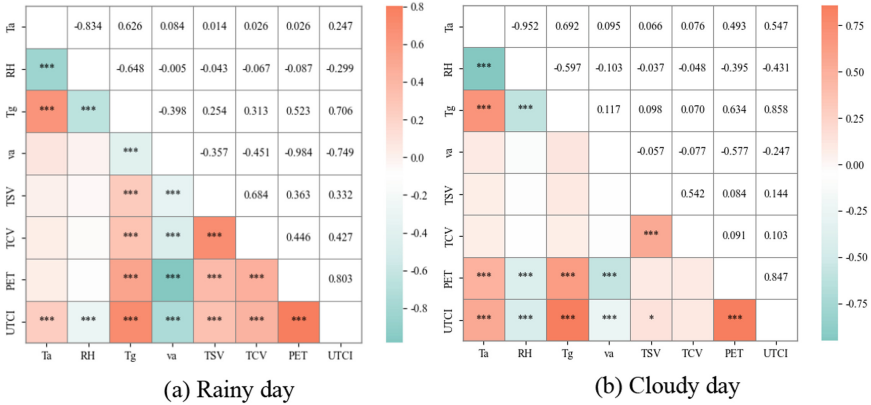 Ta -0.834 0.626 0.084 0.014 0.026 0.026 0.247
RH *** -0.648 -0.005 -0.043 -0.067 -0.087 -0.299
Tg *** *** -0.398 0.254 0.313 0.523 0.706
va *** -0.357 -0.451 -0.984 -0.749
TSV *** *** 0.684 0.363 0.332
TCV *** *** *** 0.446 0.427
PET *** *** *** *** 0.803
UTCI *** *** *** *** *** *** ***
Ta RH Tg va TSV TCV PET UTCI
0.8
0.6
0.4
0.2
0.0
-0.2
-0.4
-0.6
-0.8
(a) Rainy day
Ta -0.952 0.692 0.095 0.066 0.076 0.493 0.547
RH *** -0.597 -0.103 -0.037 -0.048 -0.395 -0.431
Tg *** *** 0.117 0.098 0.070 0.634 0.858
va -0.057 -0.077 -0.577 -0.247
TSV 0.542 0.084 0.144
TCV *** 0.091 0.103
PET *** *** *** *** 0.847
UTCI *** *** *** *** * ***
Ta RH Tg va TSV TCV PET UTCI
0.75
0.50
0.25
0.00
-0.25
-0.50
-0.75
(b) Cloudy day